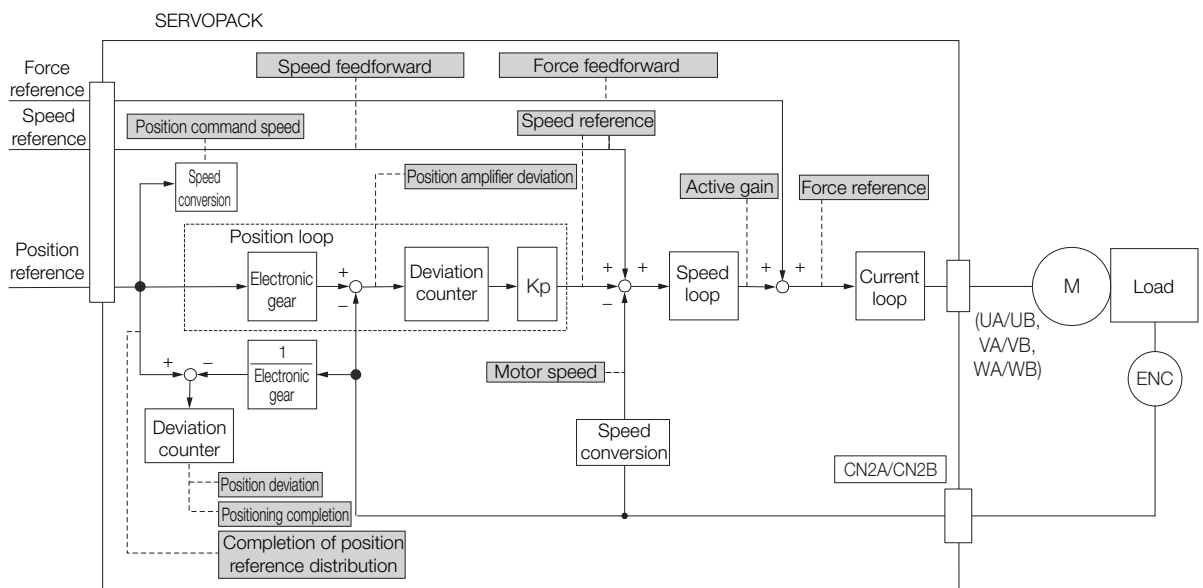 SERVOPACK
Force
reference
Speed
reference
Speed feedforward
Force feedforward
Position command speed
Speed reference
Speed
conversion
Position amplifier deviation
Active gain
Force reference
Position
reference
Position loop
Electronic
gear
+
−
Deviation
counter
Kp
+
+
−
Speed
loop
+
+
Current
loop
M
Load
(UA/UB,
VA/VB,
WA/WB)
+
−
1
Electronic
gear
Motor speed
ENC
Deviation
counter
Speed
conversion
CN2A/CN2B
Position deviation
Positioning completion
Completion of position
reference distribution